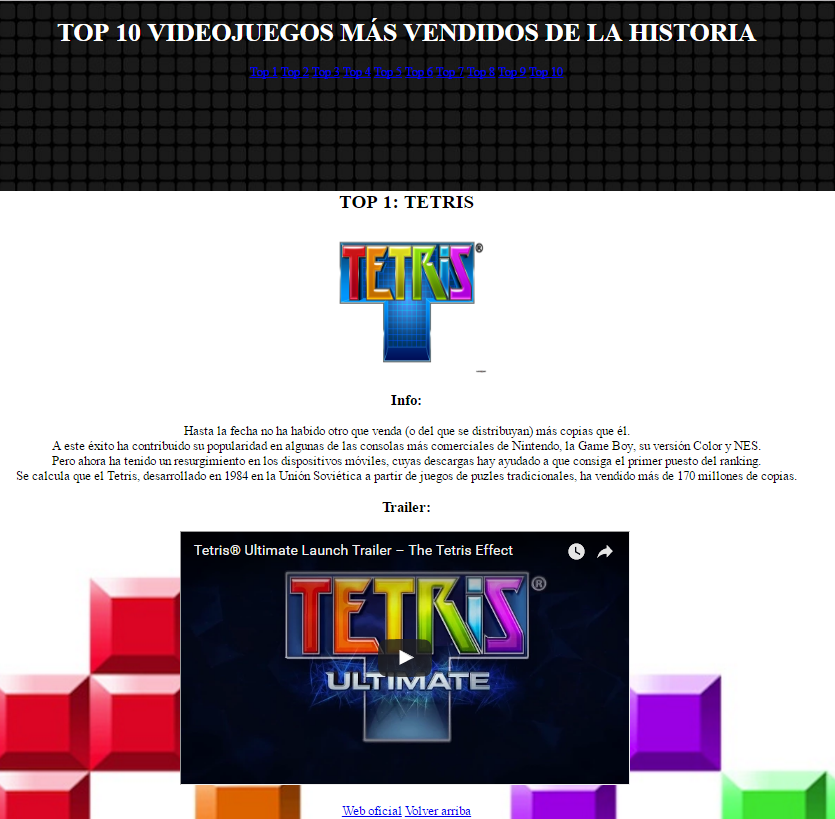 TOP 10 VIDEOJUEGOS MÁS VENDIDOS DE LA HISTORIA
Top 1 Top 2 Top 3 Top 4 Top 5 Top 6 Top 7 Top 8 Top 9 Top 10
TOP 1: TETRIS
TETRIS®
Info:
Hasta la fecha no ha habido otro que venda (o del que se distribuyan) más copias que él.
A este éxito ha contribuido su popularidad en algunas de las consolas más comerciales de Nintendo, la Game Boy, su versión Color y NES.
Pero ahora ha tenido un resurgimiento en los dispositivos móviles, cuyas descargas hay ayudado a que consiga el primer puesto del ranking.
Se calcula que el Tetris, desarrollado en 1984 en la Unión Soviética a partir de juegos de puzles tradicionales, ha vendido más de 170 millones de copias.
Trailer:
Tetris® Ultimate Launch Trailer – The Tetris Effect
TETRIS®
ULTIMATE
Web oficial Volver arriba